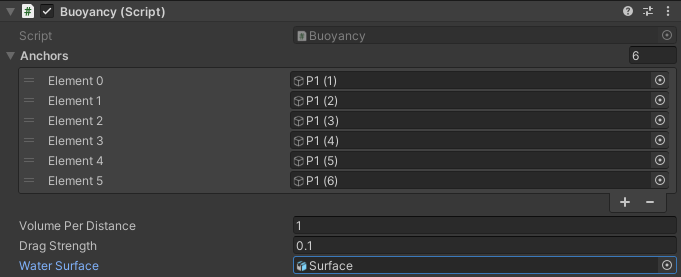 Buoyancy (Script)
Script Buoyancy
Anchors 6
Element 0 P1 (1)
Element 1 P1 (2)
Element 2 P1 (3)
Element 3 P1 (4)
Element 4 P1 (5)
Element 5 P1 (6)
Volume Per Distance 1
Drag Strength 0.1
Water Surface Surface